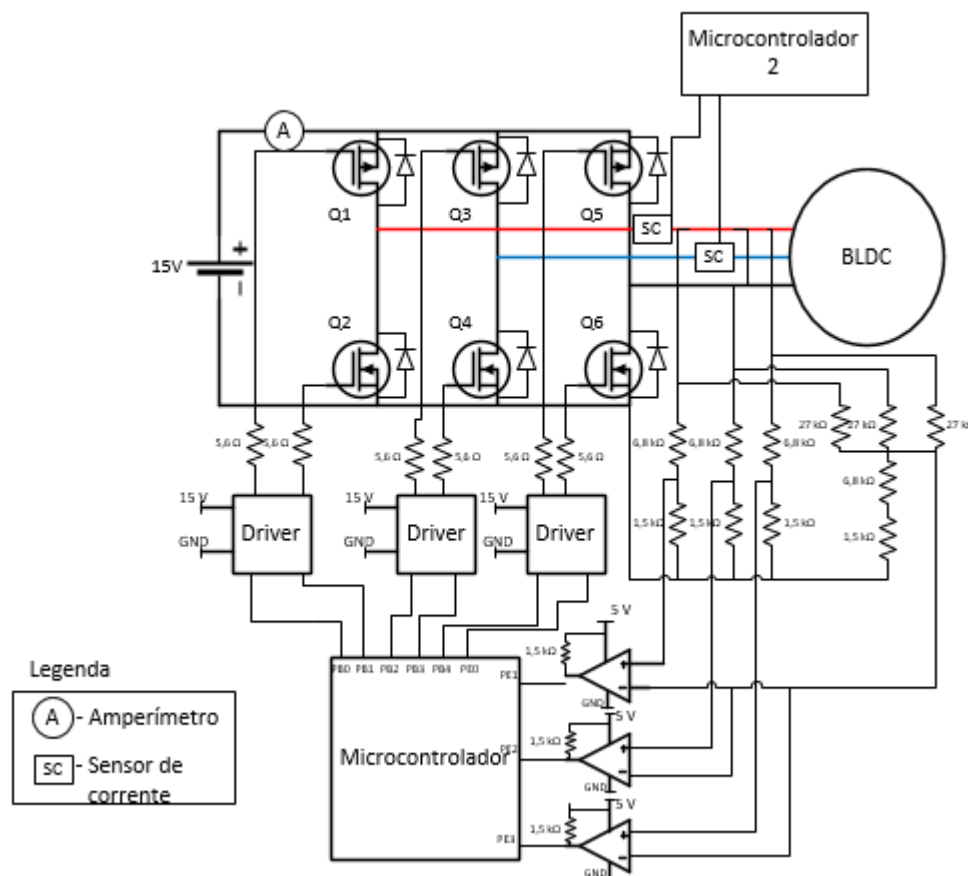 Microcontrolador
2
A
Q1
Q3
Q5
SC
SC
BLDC
15V
+
–
Q2
Q4
Q6
27 kΩ
27 kΩ
27 k
5,6 Ω
5,6 Ω
5,6 Ω
5,6 Ω
5,6 Ω
5,6 Ω
6,8 kΩ
6,8 kΩ
6,8 kΩ
6,8 kΩ
15 V
GND
Driver
15 V
GND
Driver
15 V
GND
Driver
1,5 kΩ
1,5 kΩ
1,5 kΩ
1,5 kΩ
Legenda
A - Amperímetro
SC - Sensor de
corrente
PB0 PB1 PB2 PB3 PB4 PE0
PE1
PE2
PE3
Microcontrolador
5 V
1,5 kΩ
+
–
GND
5 V
1,5 kΩ
+
–
GND
5 V
1,5 kΩ
+
–
GND